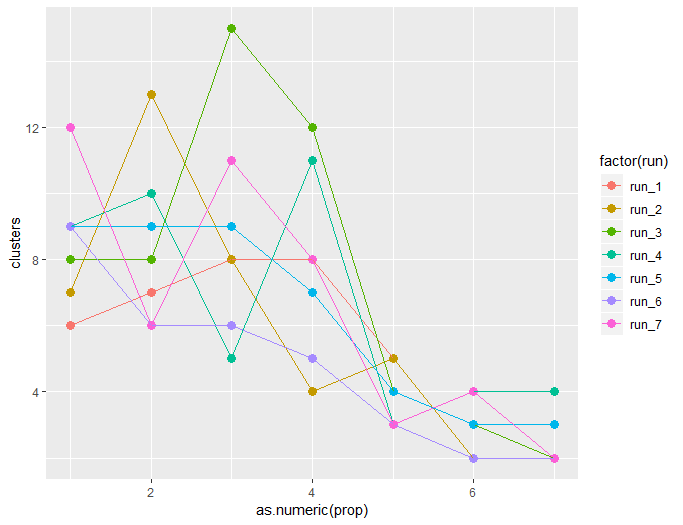 clusters
12
8
4
2
4
6
as.numeric(prop)
factor(run)
run_1
run_2
run_3
run_4
run_5
run_6
run_7